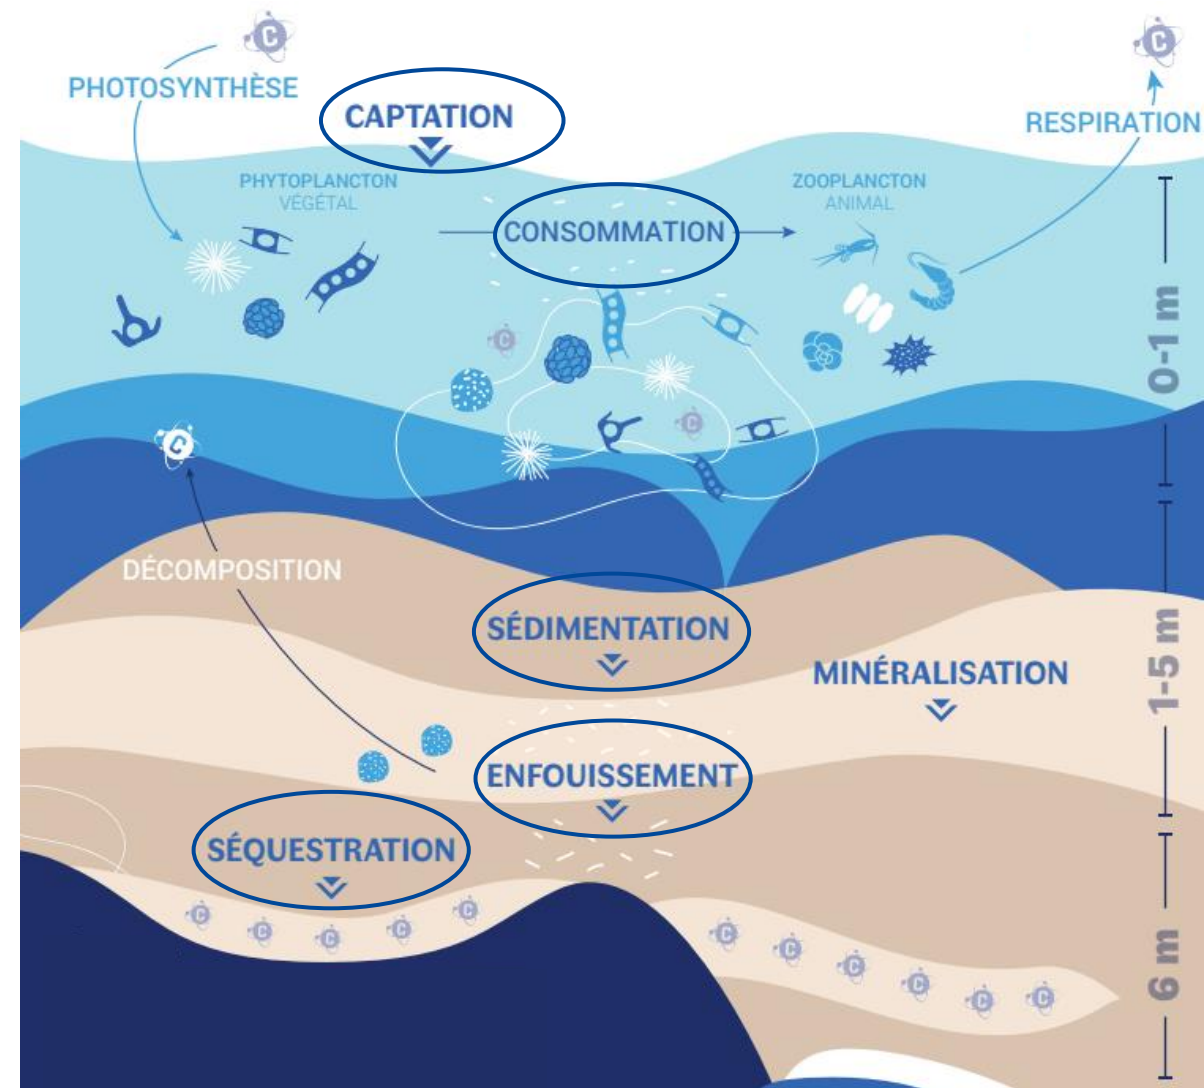 C
C
PHOTOSYNTHÈSE
CAPTATION
RESPIRATION
PHYTOPLANCTON
VÉGÉTAL
ZOOPLANCTON
ANIMAL
CONSOMMATION
C
0-1 m
C
C
DÉCOMPOSITION
SÉDIMENTATION
MINÉRALISATION
1-5 m
ENFOUISSEMENT
SÉQUESTRATION
C
C
C
C
C
C
C
C
C
C
C
6 m